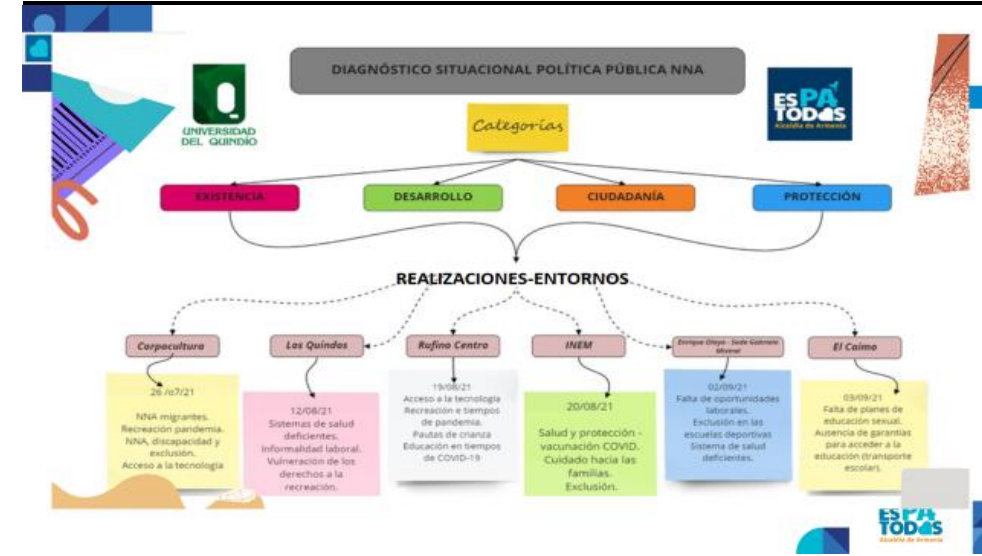 DIAGNÓSTICO SITUACIONAL POLÍTICA PÚBLICA NNA
UNIVERSIDAD
DEL QUINDÍO
Categorías
ES PA
TODOS
Alcaldía de Armenia
EXISTENCIA
DESARROLLO
CIUDADANÍA
PROTECCIÓN
REALIZACIONES-ENTORNOS
Corpocultura
26 /o7/21
NNA migrantes.
Recreación pandemia.
NNA, discapacidad y
exclusión.
Acceso a la tecnología
Los Quindos
12/08/21
Sistemas de salud
deficientes.
Informalidad laboral.
Vulneración de los
derechos a la
recreación.
Rufino Centro
19/08/21
Acceso a la tecnología
Recreación e tiempos
de pandemia.
Pautas de crianza
Educación en tiempos
de COVID-19
INEM
20/08/21
Salud y protección -
vacunación COVID.
Cuidado hacia las
familias.
Exclusión.
Enrique Olaya - Sede Gabriela
Mistral
02/09/21
Falta de oportunidades
laborales.
Exclusión en las
escuelas deportivas
Sistema de salud
deficientes.
El Caimo
03/09/21
Falta de planes de
educación sexual.
Ausencia de garantías
para acceder a la
educación (transporte
escolar).
ES PA
TODOS
Alcaldía de Armenia